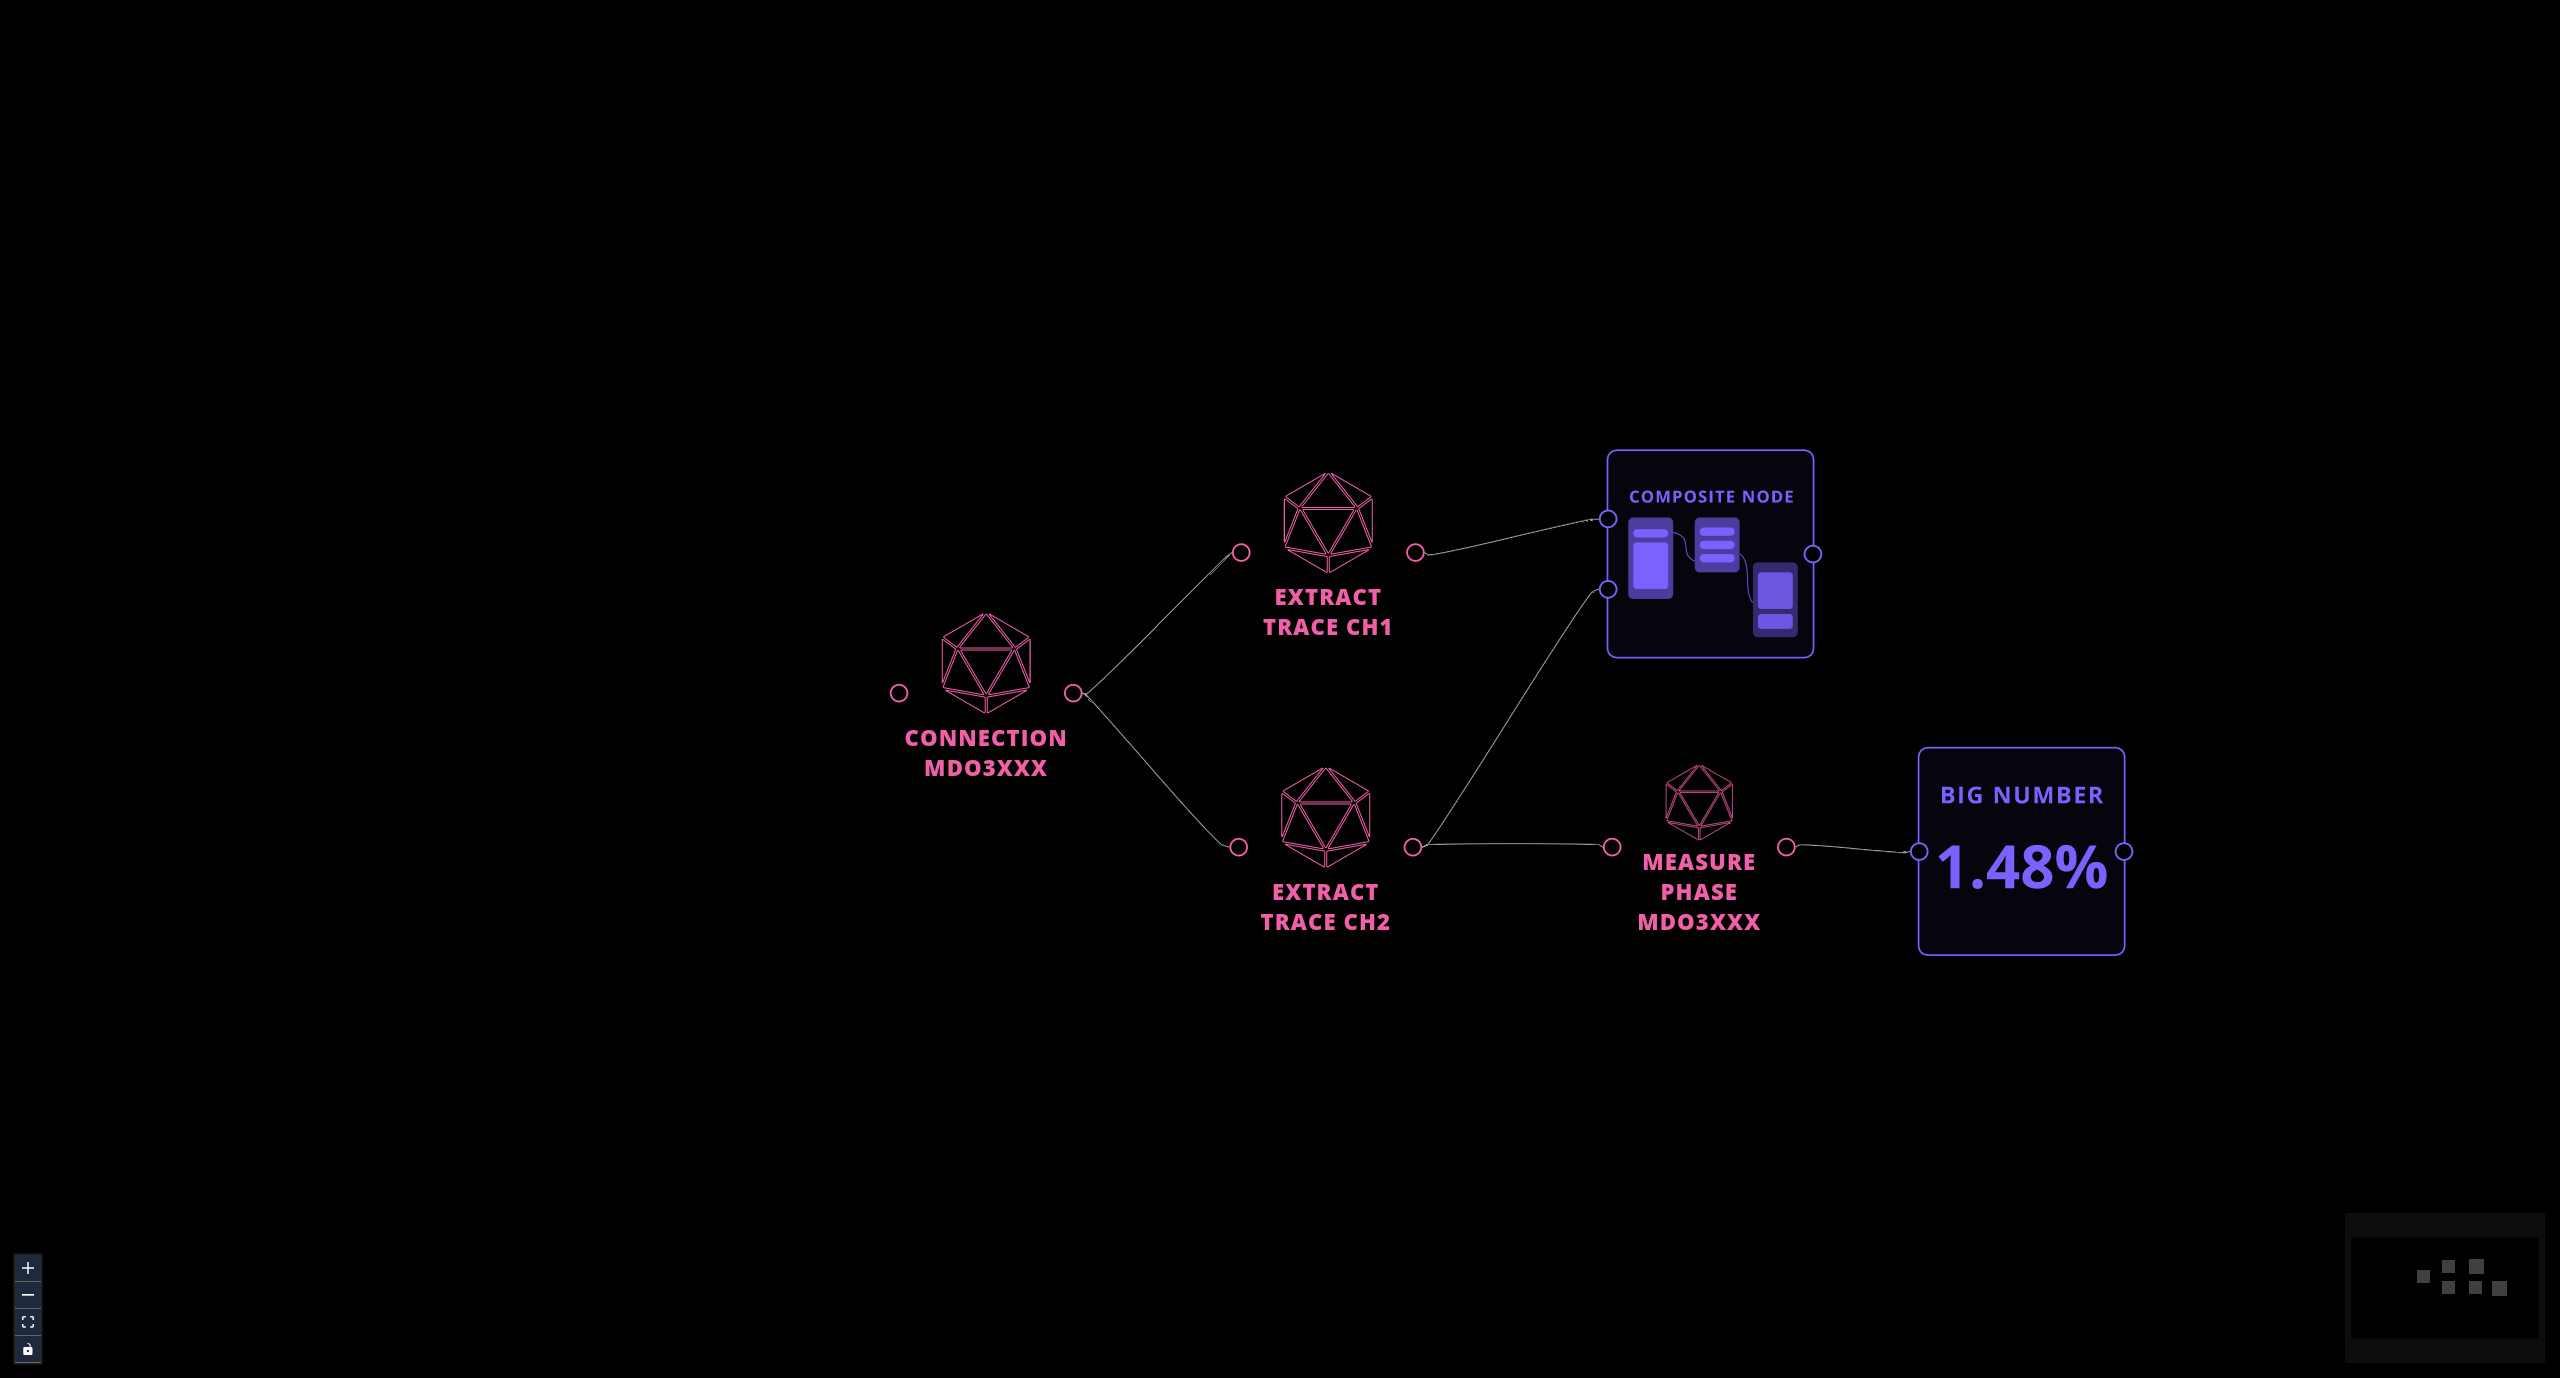 CONNECTION
MDO3XXX
EXTRACT
TRACE CH1
EXTRACT
TRACE CH2
COMPOSITE NODE
MEASURE
PHASE
MDO3XXX
BIG NUMBER
1.48%